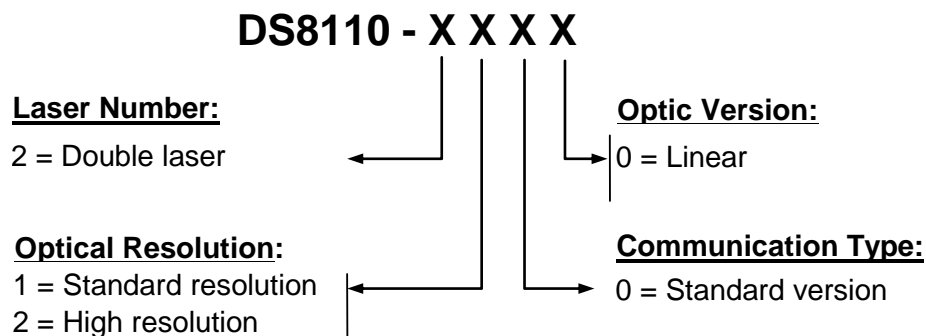 DS8110 - X X X X
Laser Number:
2 = Double laser
Optic Version:
0 = Linear
Optical Resolution:
1 = Standard resolution
2 = High resolution
Communication Type:
0 = Standard version